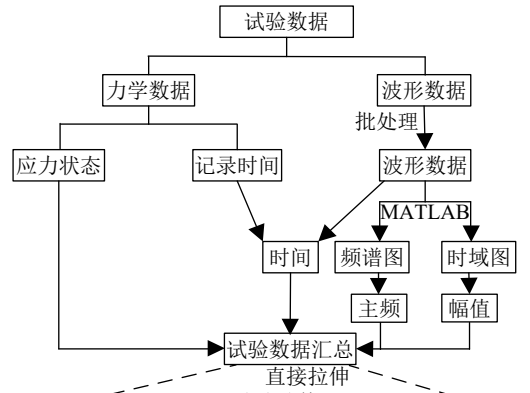 试验数据
力学数据
波形数据
批处理
应力状态
记录时间
波形数据
MATLAB
时间
频谱图
时域图
主频
幅值
试验数据汇总
直接拉伸